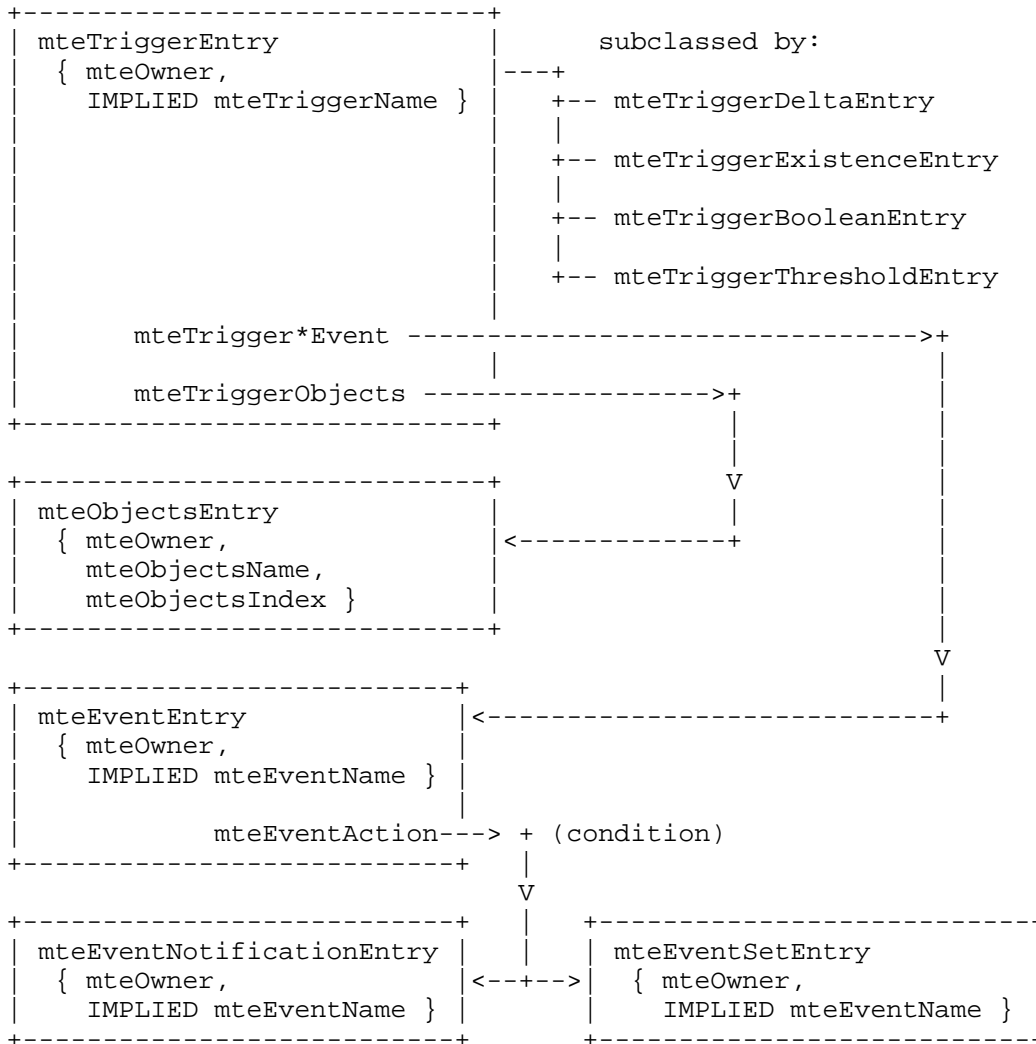 +-----------------------------+
| mteTriggerEntry             |      subclassed by:
|  { mteOwner,                |---+
|    IMPLIED mteTriggerName } |   +-- mteTriggerDeltaEntry
|                             |   |
|                             |   +-- mteTriggerExistenceEntry
|                             |   |
|                             |   +-- mteTriggerBooleanEntry
|                             |   |
|                             |   +-- mteTriggerThresholdEntry
|                             |
|       mteTrigger*Event -------------------------------->+
|                             |                           |
|       mteTriggerObjects ------------------>+            |
+-----------------------------+              |            |
                                             |            |
+-----------------------------+              V            |
| mteObjectsEntry             |              |            |
|  { mteOwner,                |<-------------+            |
|    mteObjectsName,          |                           |
|    mteObjectsIndex }        |                           |
+-----------------------------+                           |
                                                          V
+---------------------------+                             |
| mteEventEntry             |<----------------------------+
|  { mteOwner,              |
|    IMPLIED mteEventName } |
|                           |
|            mteEventAction---> + (condition)
+---------------------------+   |
                                V
+---------------------------+   |   +---------------------------
| mteEventNotificationEntry |   |   | mteEventSetEntry
|  { mteOwner,              |<--+-->|  { mteOwner,
|    IMPLIED mteEventName } |       |    IMPLIED mteEventName }
+---------------------------+       +---------------------------